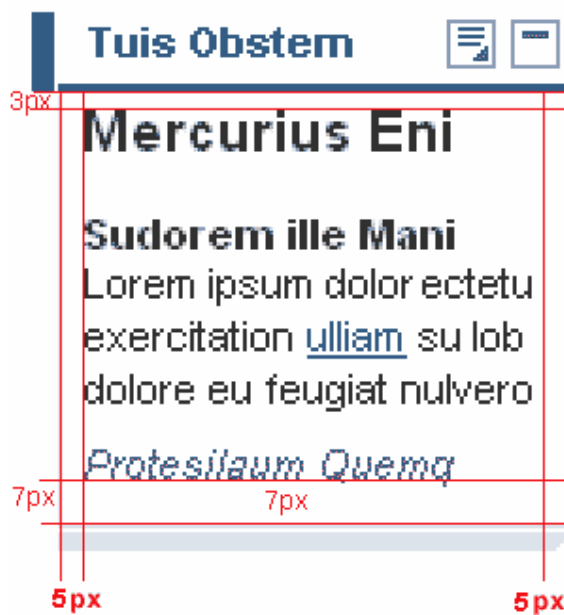 Tuis Obstem
3px
Mercurius Eni
Sudorem ille Mani
Lorem ipsum dolor ectetu
exercitation ulliam su lob
dolore eu feugiat nulvero
Protesilaum Quemq
7px 7px
5px 5px